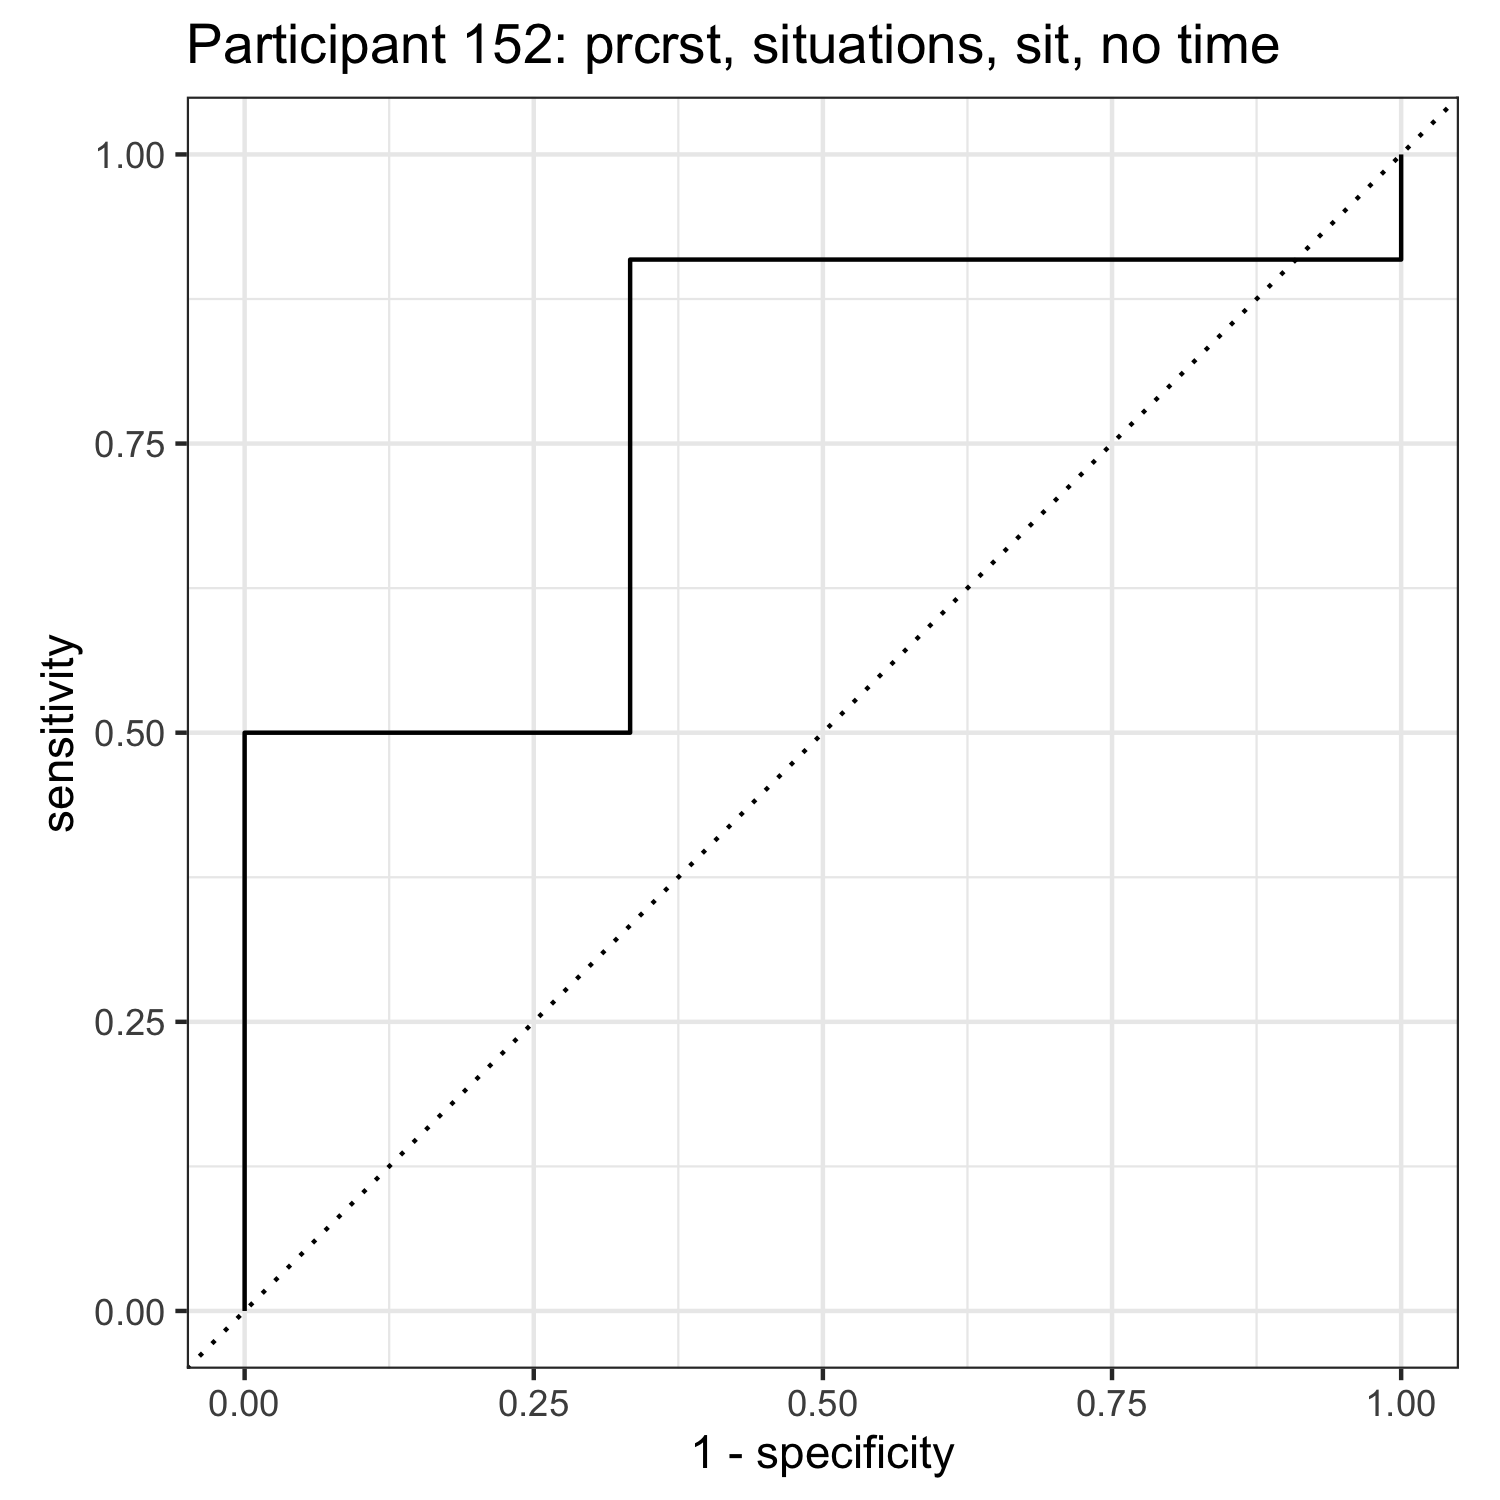 Participant 152: prcrst, situations, sit, no time
1.00
0.75
0.50
0.25
0.00
sensitivity
0.00 0.25 0.50 0.75 1.00
1 - specificity